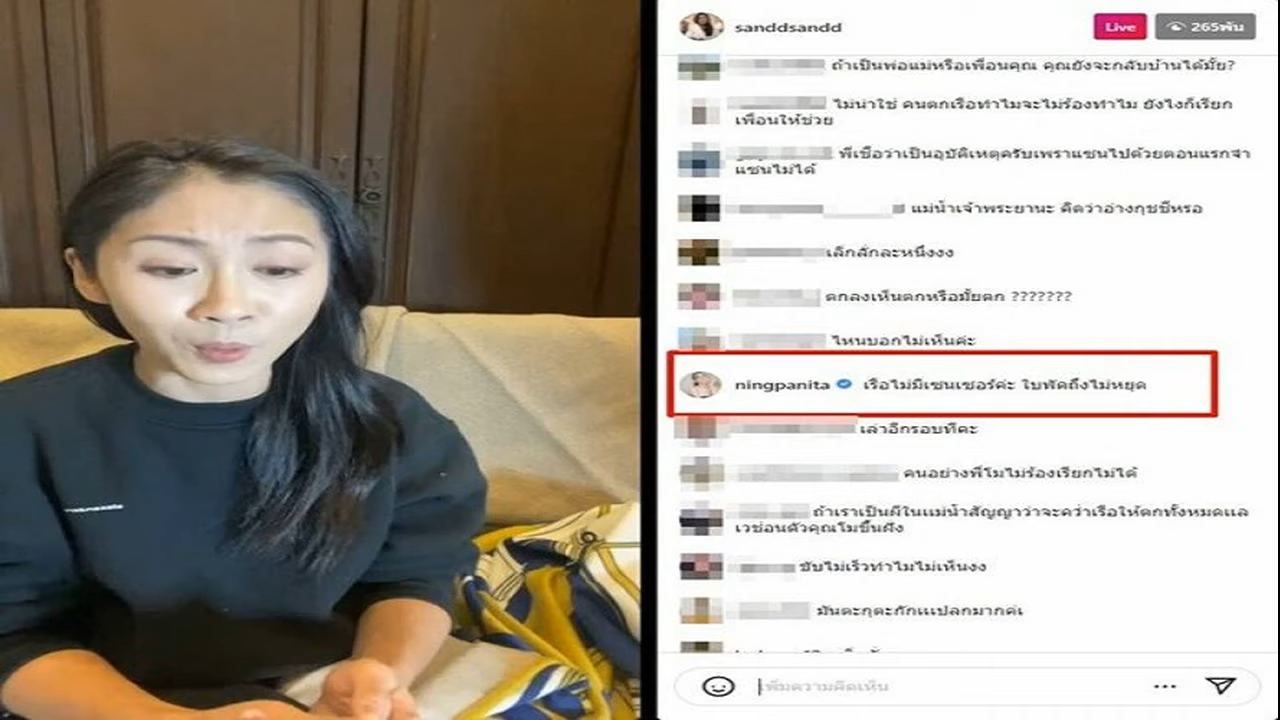 sanddsandd
Live
265พัน
ถ้าเป็นพ่อแม่หรือเพื่อนคุณ คุณยังจะกลับบ้านได้มั้ย?
ไม่น่าใช่ คนตกเรือทำไมจะไม่ร้องทำไม ยังไงก็เรียก
เพื่อนให้ช่วย
พี่เชื่อว่าเป็นอุบัติเหตุครับเพราแซนไปด้วยตอนแรกจำ
แซนไม่ได้
แม่น้ำเจ้าพระยานะ คิดว่าอ่างกุชชี่หรอ
เล็กสักละหนึ่งงง
ตกลงเห็นตกหรือมั้ยตก ???????
ไหนบอกไม่เห็นค่ะ
ningpanita เรือไม่มีเซนเซอร์ค่ะ ใบพัดถึงไม่หยุด
เล่าอีกรอบทีคะ
คนอย่างพี่โมไม่ร้องเรียกไม่ได้
ถ้าเราเป็นผีในแม่น้ำสัญญาว่าจะคว่ำเรือให้ตกทั้งหมดแล
เวช่อนตัวคุณโมขึ้นฝั่ง
ขับไม่เร็วทำไมไม่เห็นงง
มันตะกุตะกักแแปลกมากค่เ
เพิ่มความคิดเห็น